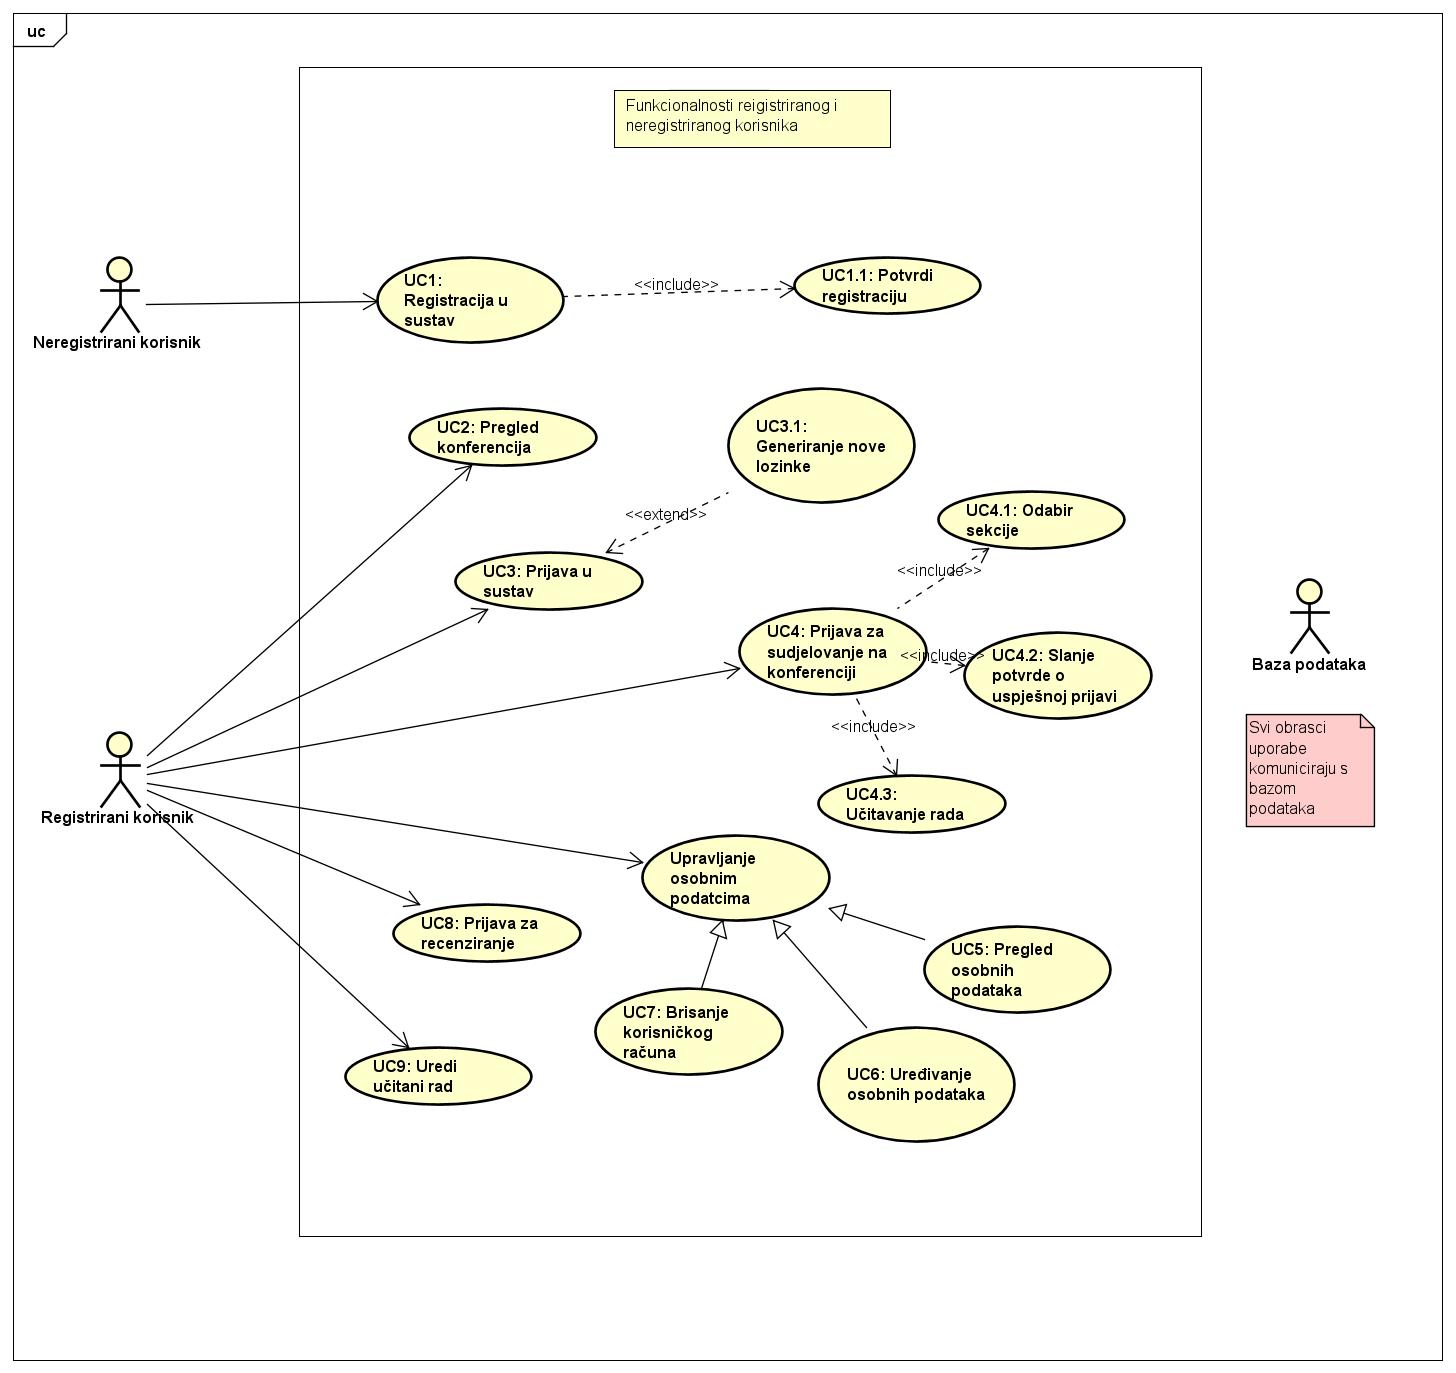 uc
Funkcionalnosti reigistriranog i
neregistriranog korisnika
Neregistrirani korisnik
UC1:
Registracija u
sustav
<<include>>
UC1.1: Potvrdi
registraciju
UC2: Pregled
konferencija
UC3.1:
Generiranje nove
lozinke
<<extend>>
UC3: Prijava u
sustav
UC4.1: Odabir
sekcije
<<include>>
UC4: Prijava za
sudjelovanje na
konferenciji
<<include>>
UC4.2: Slanje
potvrde o
uspješnoj prijavi
<<include>>
UC4.3:
Učitavanje rada
Baza podataka
Svi obrasci
uporabe
komuniciraju s
bazom
podataka
Registrirani korisnik
Upravljanje
osobnim
podatcima
UC8: Prijava za
recenziranje
UC5: Pregled
osobnih
podataka
UC7: Brisanje
korisničkog
računa
UC6: Uređivanje
osobnih podataka
UC9: Uredi
učitani rad